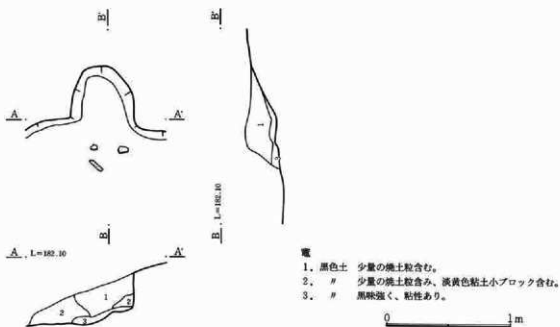 B'
B'
A
A'
1
3
B
L=182.10
B
A
L=182.10
A'
1
2
2
3
竃
1. 黒色土 少量の焼土粒含む。
2. 〃 少量の焼土粒含み、淡黄色粘土小ブロック含む。
3. 〃 黒味強く、粘性あり。
0
1m